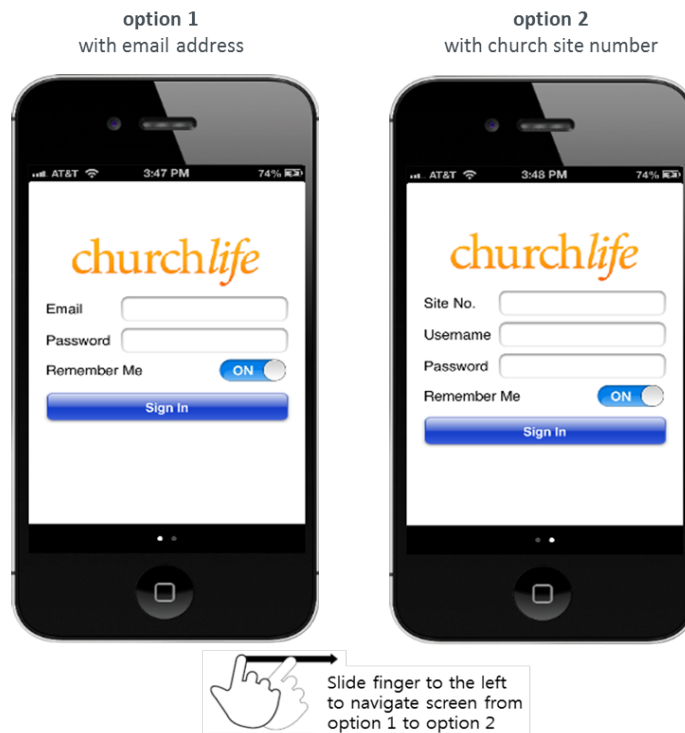 option 1
with email address
AT&T 3:47 PM 74%
churchlife
Email
Password
Remember Me ON
Sign In
option 2
with church site number
AT&T 3:48 PM 74%
churchlife
Site No.
Username
Password
Remember Me ON
Sign In
Slide finger to the left
to navigate screen from
option 1 to option 2